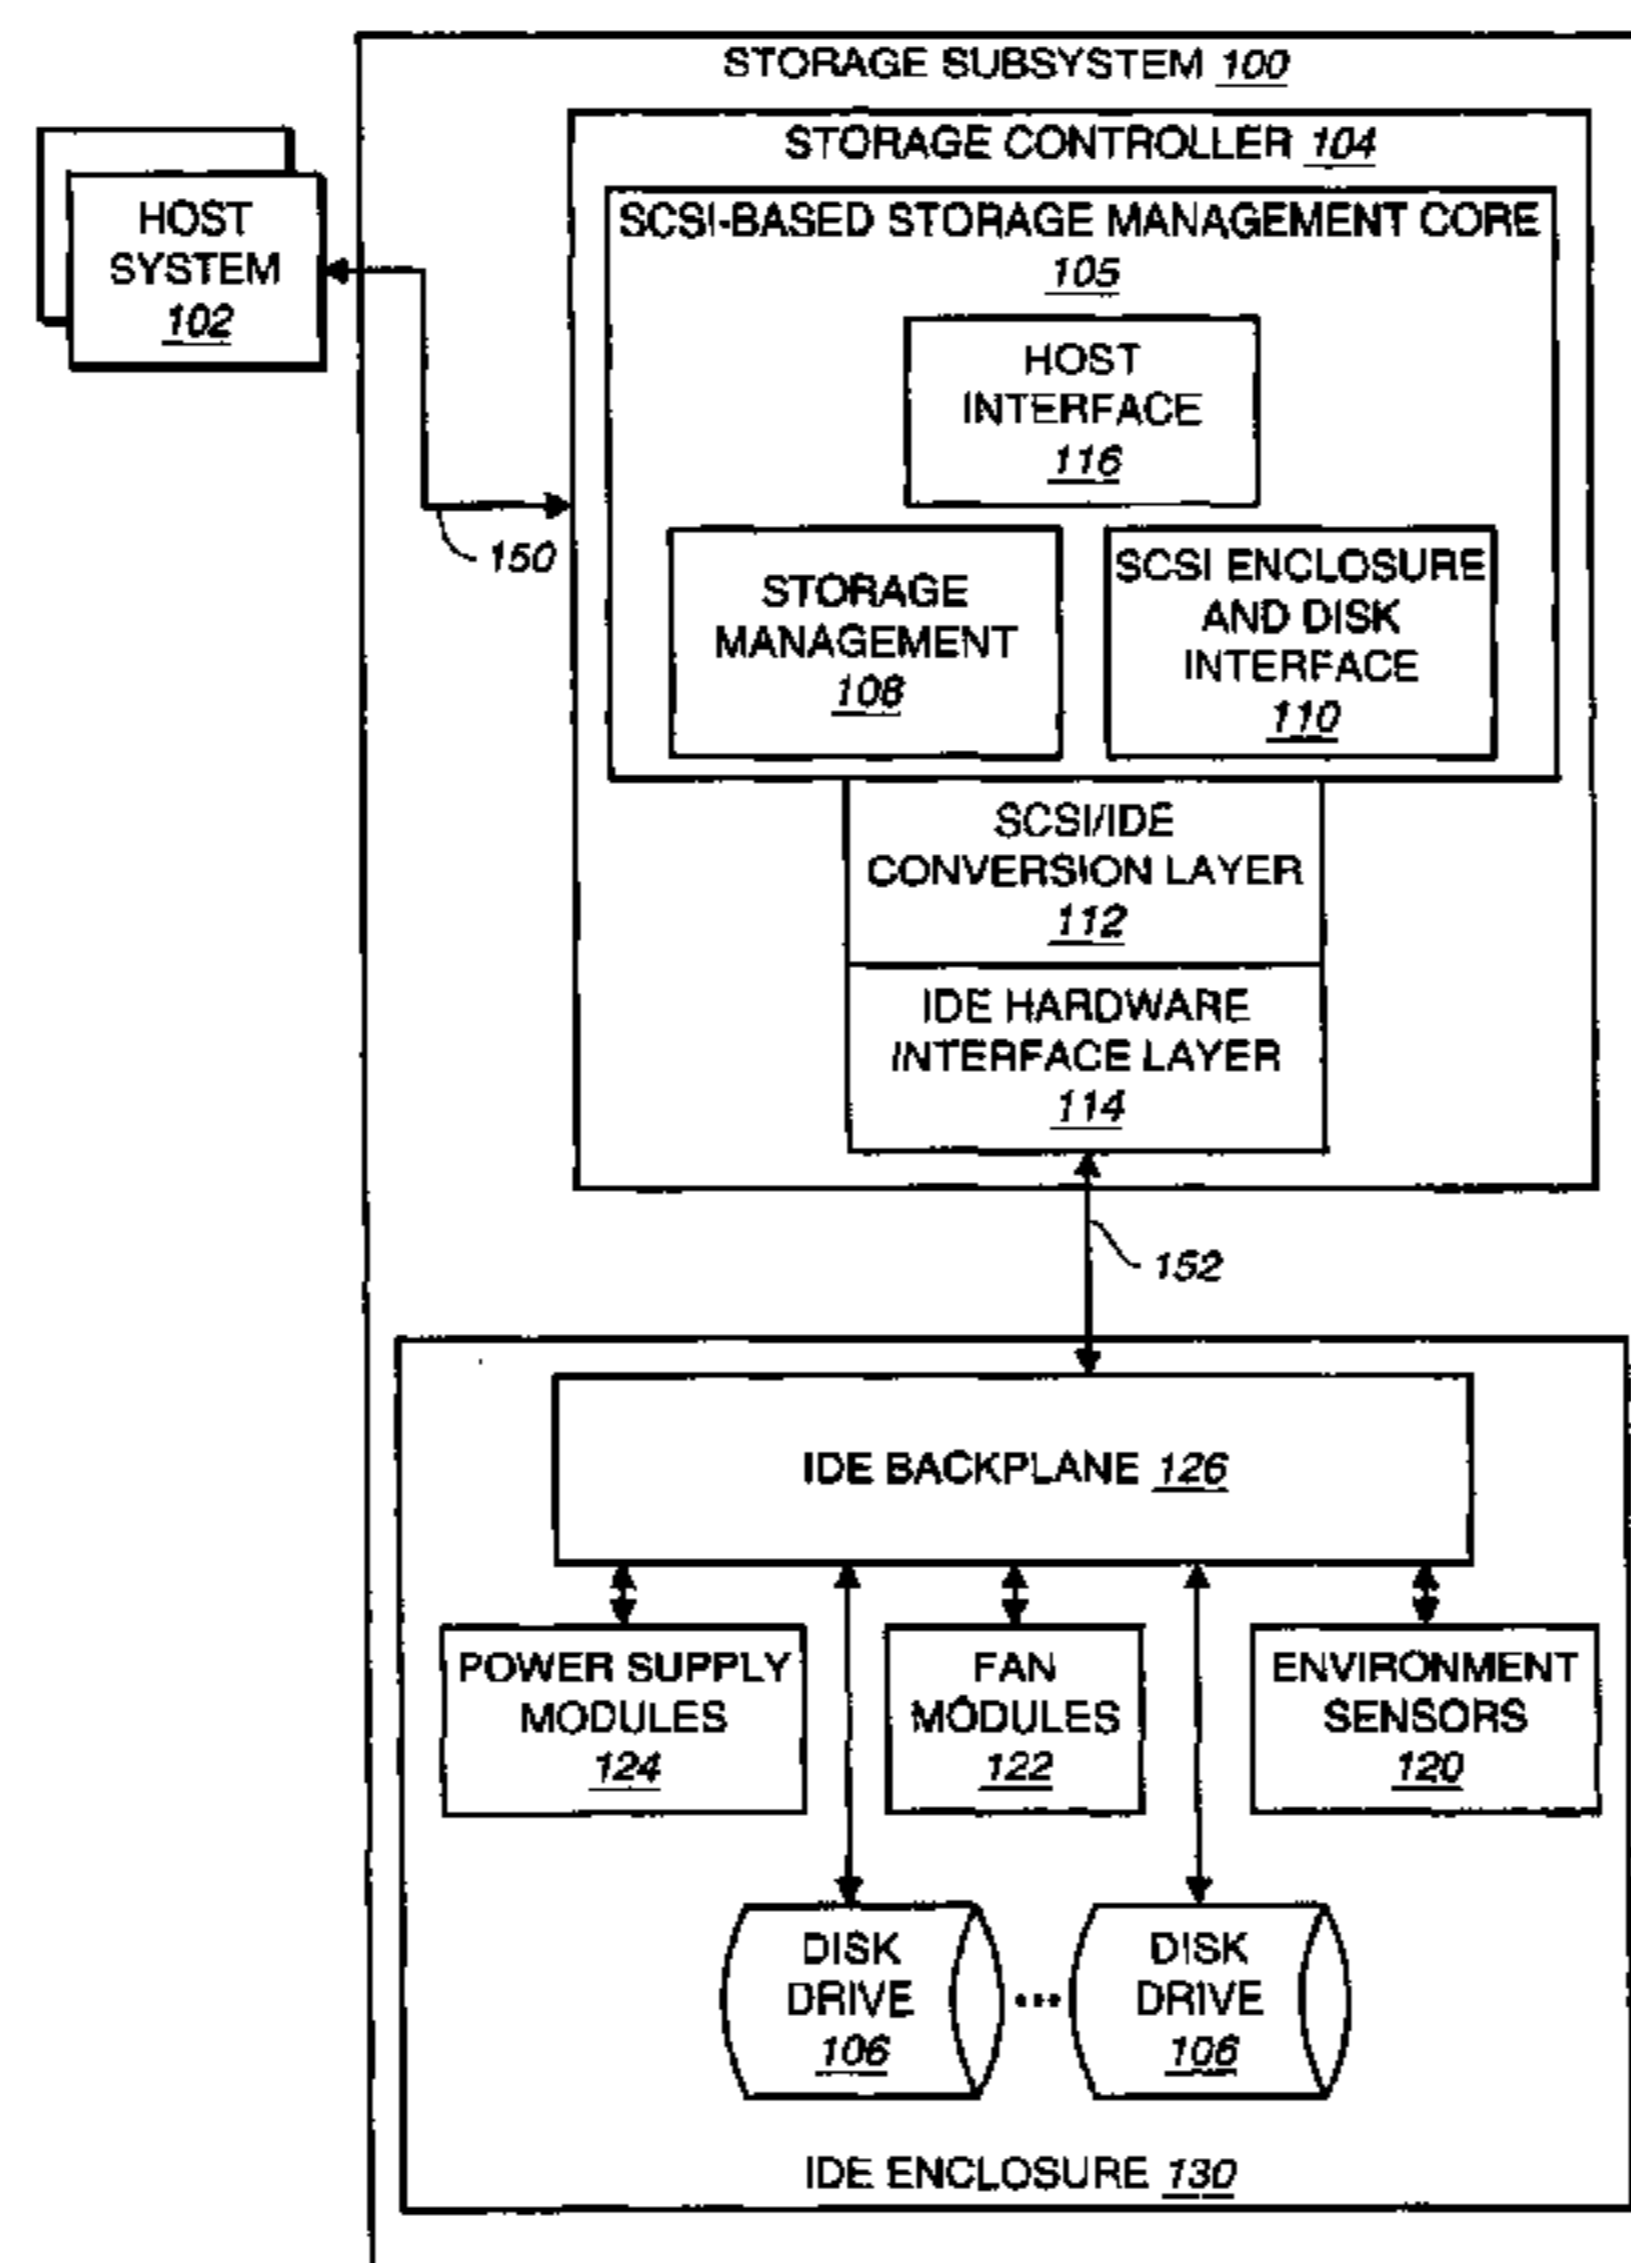 STORAGE SUBSYSTEM 100
STORAGE CONTROLLER 104
HOST
SYSTEM
102
SCSI-BASED STORAGE MANAGEMENT CORE
105
HOST
INTERFACE
116
150
STORAGE
MANAGEMENT
108
SCSI ENCLOSURE
AND DISK
INTERFACE
110
SCSI/IDE
CONVERSION LAYER
112
IDE HARDWARE
INTERFACE LAYER
114
152
IDE BACKPLANE 126
POWER SUPPLY
MODULES
124
FAN
MODULES
122
ENVIRONMENT
SENSORS
120
DISK
DRIVE
106
...
DISK
DRIVE
106
IDE ENCLOSURE 130